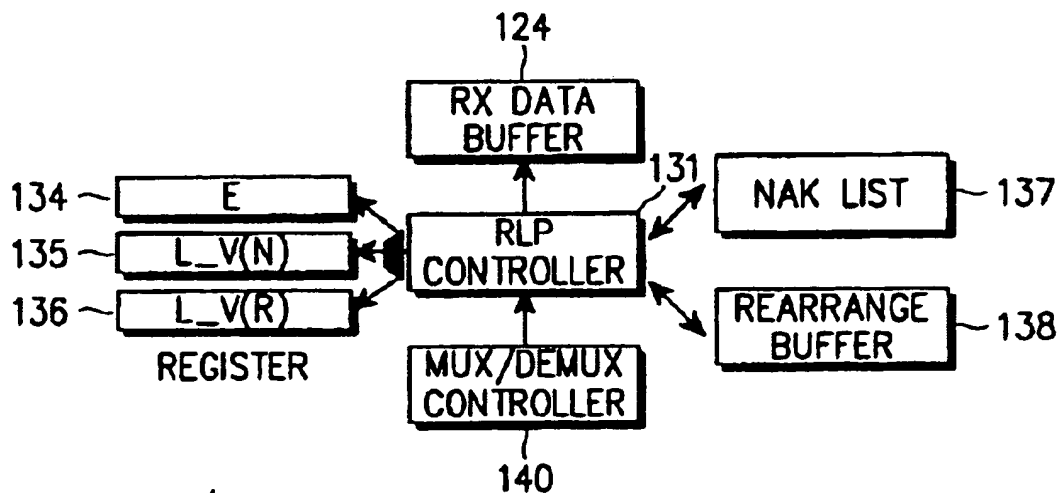 124
RX DATA
BUFFER
134
E
131
NAK LIST
137
135
L_V(N)
RLP
CONTROLLER
136
L_V(R)
REARRANGE
BUFFER
138
REGISTER
MUX/DEMUX
CONTROLLER
140